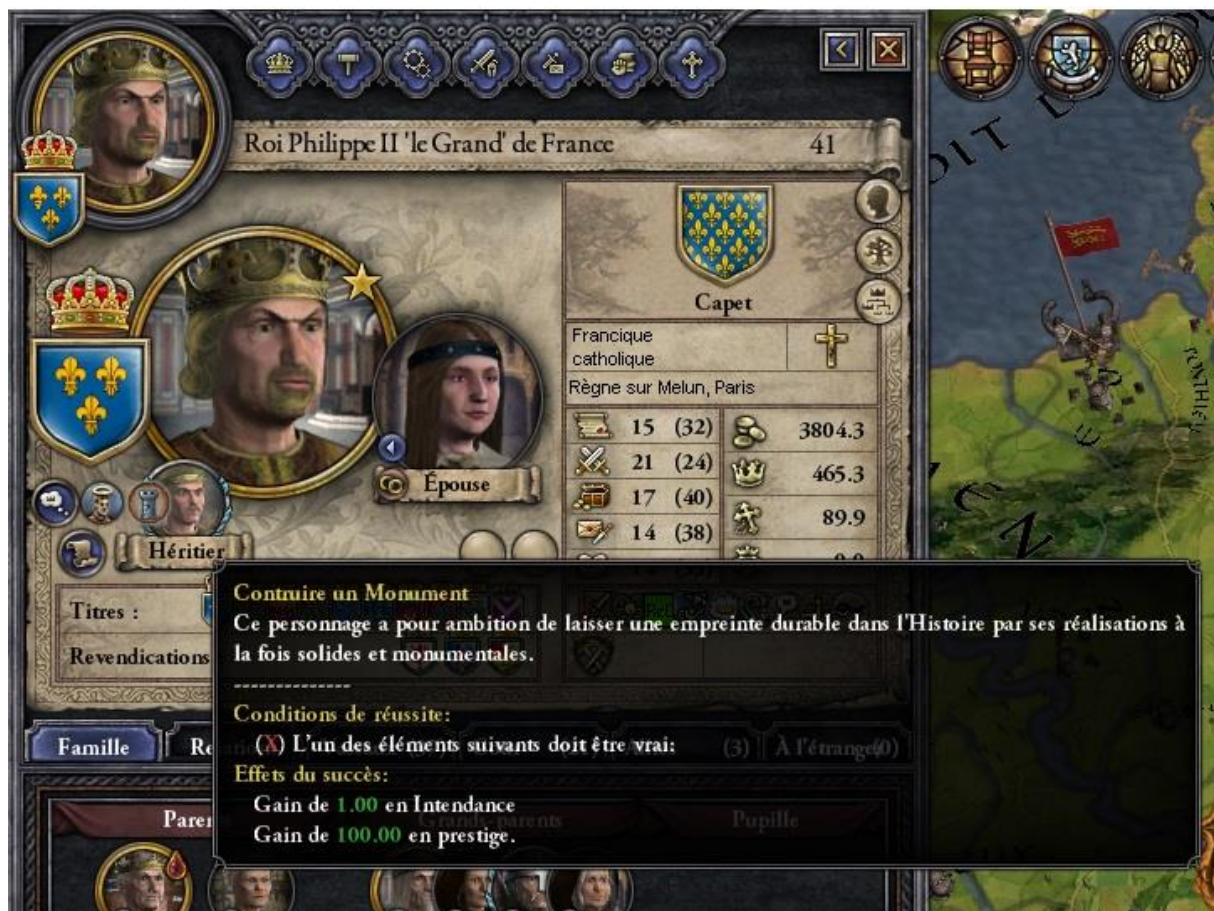 Roi Philippe II 'le Grand' de France 41
Capet
Francique
catholique
Règne sur Melun, Paris
15 (32) 3804.3
21 (24) 465.3
17 (40) 89.9
14 (38)
Épouse
Héritier
Titres :
Revendications
Construire un Monument
Ce personnage a pour ambition de laisser une empreinte durable dans l'Histoire par ses réalisations à
la fois solides et monumentales.
--------------
Conditions de réussite:
(X) L'un des éléments suivants doit être vrai:
Effets du succès:
Gain de 1.00 en Intendance
Gain de 100.00 en prestige.
Famille (3) À l'étranger(0)
Grands-parents Pupille
PONTHIEU